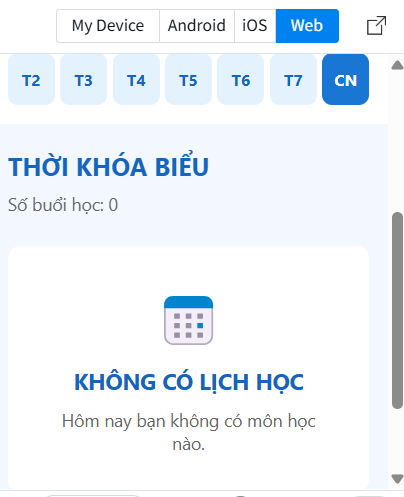 My Device Android iOS Web
T2 T3 T4 T5 T6 T7 CN
THỜI KHÓA BIỂU
Số buổi học: 0
KHÔNG CÓ LỊCH HỌC
Hôm nay bạn không có môn học
nào.